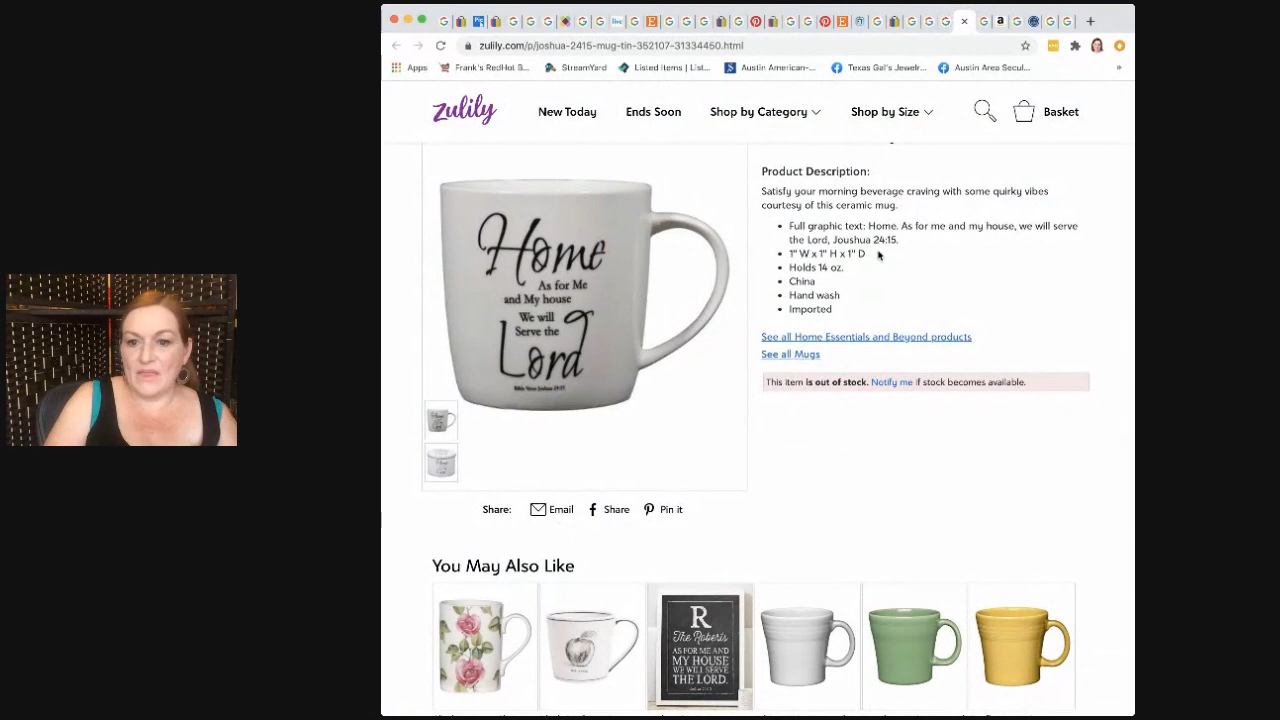 zulily.com/p/joshua-2415-mug-tin-352107-31334450.html
Apps
Frank's RedHot B...
StreamYard
Listed Items | List...
Austin American-...
Texas Gal's Jewelr...
Austin Area Secul...
»
zulily
New Today
Ends Soon
Shop by Category
Shop by Size
Basket
Home
As for Me
and My house
We will
Serve the
Lord
Bible Verse Joshua 24:15
Product Description:
Satisfy your morning beverage craving with some quirky vibes
courtesy of this ceramic mug.
• Full graphic text: Home. As for me and my house, we will serve
the Lord, Joushua 24:15.
• 1" W x 1" H x 1" D
• Holds 14 oz.
• China
• Hand wash
• Imported
See all Home Essentials and Beyond products
See all Mugs
This item is out of stock. Notify me if stock becomes available.
Share:
Email
Share
Pin it
You May Also Like
R
The Roberts
AS FOR ME AND
MY HOUSE
WE WILL SERVE
THE LORD.